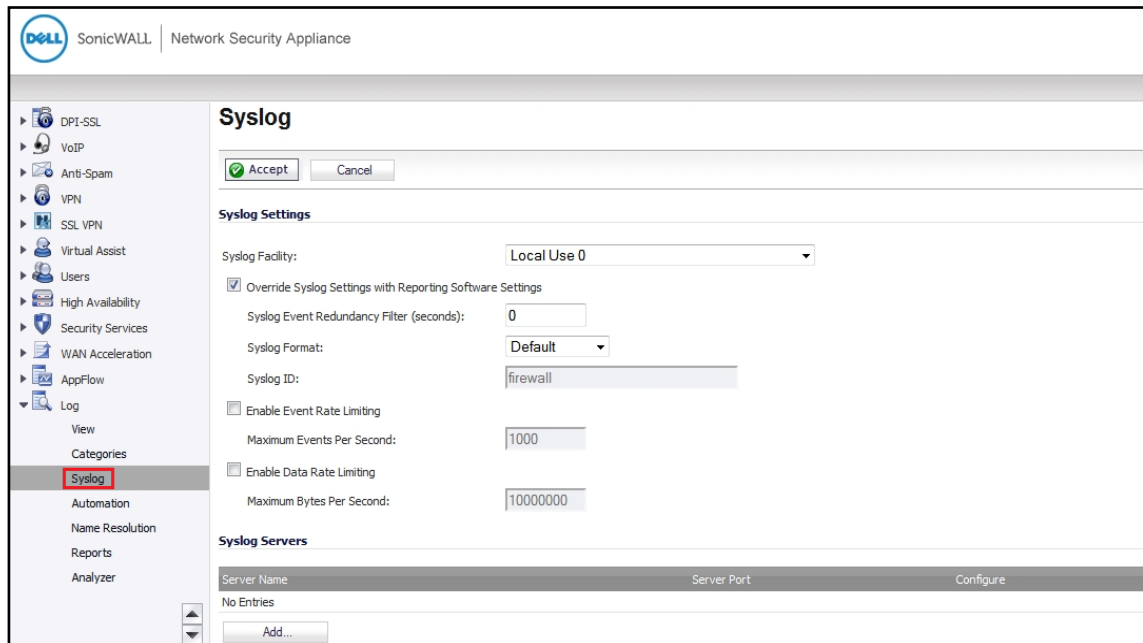 DELL SonicWALL | Network Security Appliance
DPI-SSL
VoIP
Anti-Spam
VPN
SSL VPN
Virtual Assist
Users
High Availability
Security Services
WAN Acceleration
AppFlow
Log
View
Categories
Syslog
Automation
Name Resolution
Reports
Analyzer
Syslog
Accept Cancel
Syslog Settings
Syslog Facility: Local Use 0
Override Syslog Settings with Reporting Software Settings
Syslog Event Redundancy Filter (seconds): 0
Syslog Format: Default
Syslog ID: firewall
Enable Event Rate Limiting
Maximum Events Per Second: 1000
Enable Data Rate Limiting
Maximum Bytes Per Second: 10000000
Syslog Servers
Server Name Server Port Configure
No Entries
Add...